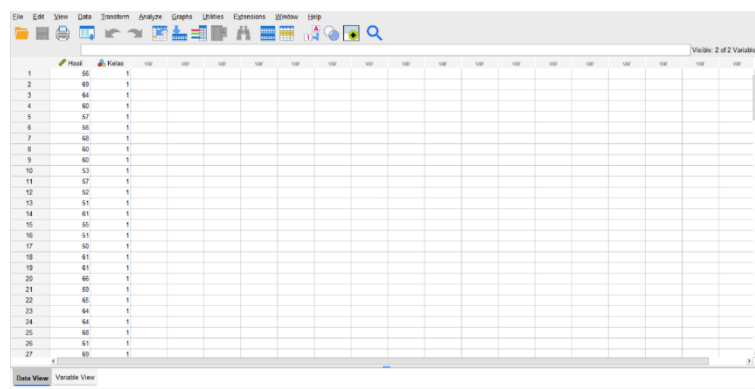 File Edit View Data Transform Analyze Graphs Utilities Extensions Window Help
Visible: 2 of 2 Variable
Hasil Kelas var var var var var var var var var var var var var var var var
1 56 1
2 69 1
3 64 1
4 60 1
5 57 1
6 56 1
7 68 1
8 60 1
9 60 1
10 53 1
11 57 1
12 52 1
13 51 1
14 61 1
15 55 1
16 51 1
17 50 1
18 61 1
19 61 1
20 66 1
21 59 1
22 65 1
23 64 1
24 64 1
25 68 1
26 61 1
27 69 1
Data View Variable View